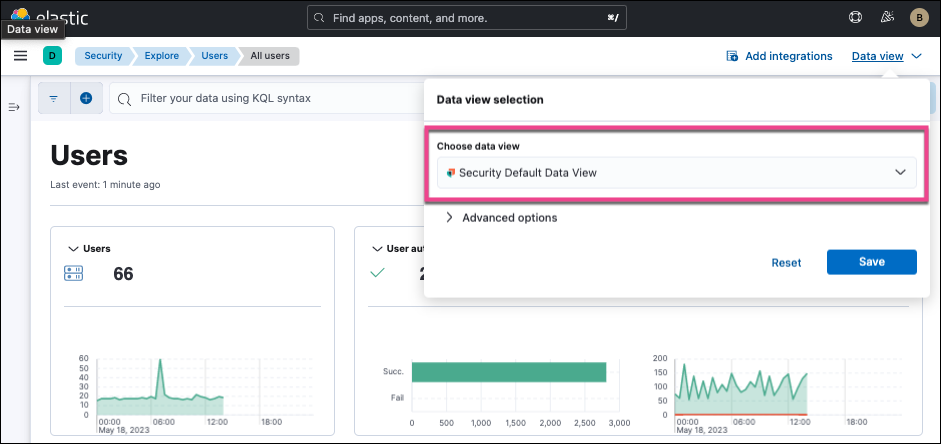 elastic
Find apps, content, and more.
⌘/
B
Data view
D
Security
Explore
Users
All users
Add integrations
Data view
Filter your data using KQL syntax
Data view selection
Choose data view
Security Default Data View
Advanced options
Reset
Save
Users
Last event: 1 minute ago
Users
66
User aut
2
60
50
40
30
20
10
0
00:00
06:00
12:00
18:00
May 18, 2023
Succ.
Fail
0
500
1,000
1,500
2,000
2,500
3,000
200
150
100
50
0
00:00
06:00
12:00
18:00
May 18, 2023